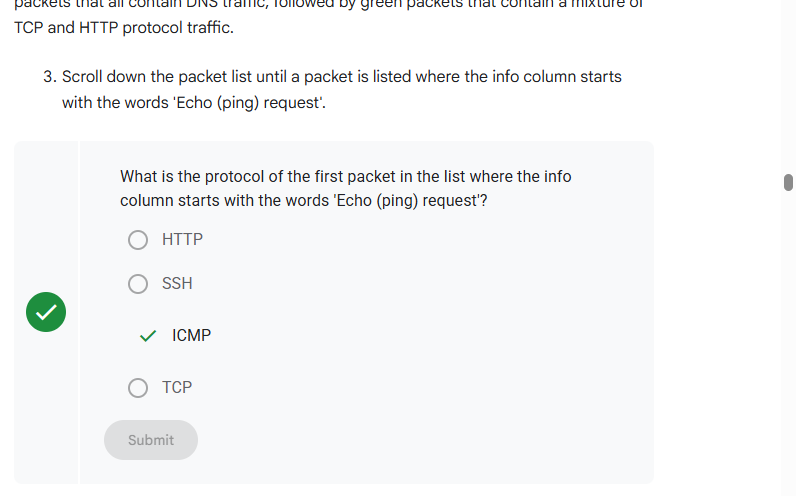 packets that all contain DNS traffic, followed by green packets that contain a mixture of
TCP and HTTP protocol traffic.
3. Scroll down the packet list until a packet is listed where the info column starts
with the words 'Echo (ping) request'.
What is the protocol of the first packet in the list where the info
column starts with the words 'Echo (ping) request'?
HTTP
SSH
ICMP
TCP
Submit